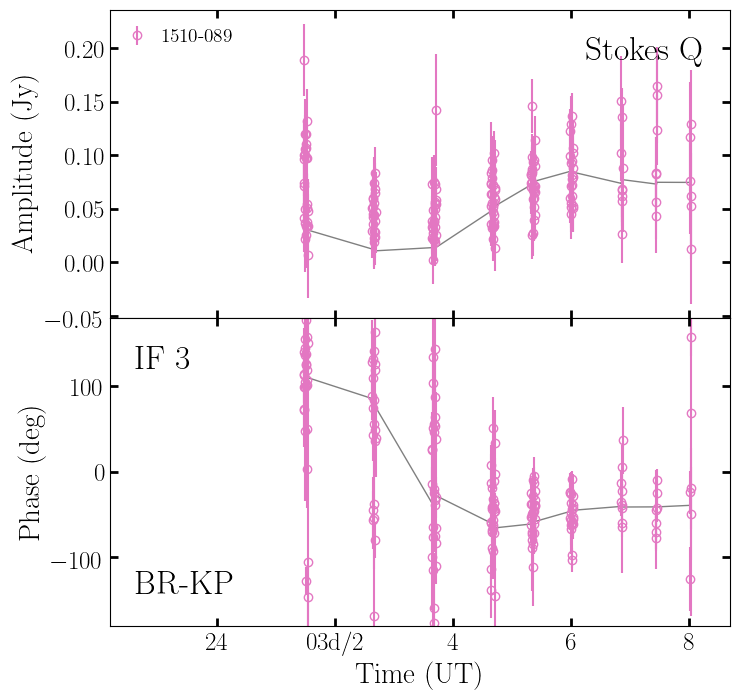 1510-089
Stokes Q
0.20
0.15
0.10
0.05
0.00
−0.05
Amplitude (Jy)
IF 3
BR-KP
100
0
−100
Phase (deg)
24
03d/2
4
6
8
Time (UT)